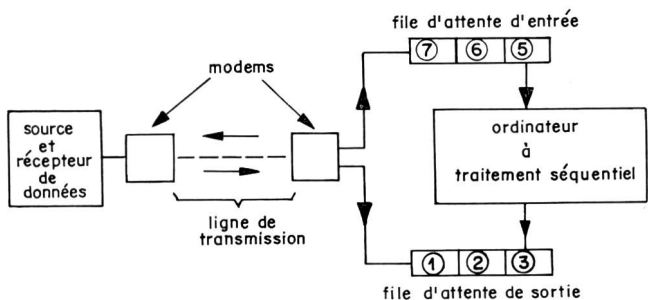 file d'attente d'entrée
⑦ ⑥ ⑤
modems
source
et
récepteur
de
données
ordinateur
à
traitement séquentiel
ligne de
transmission
① ② ③
file d'attente de sortie